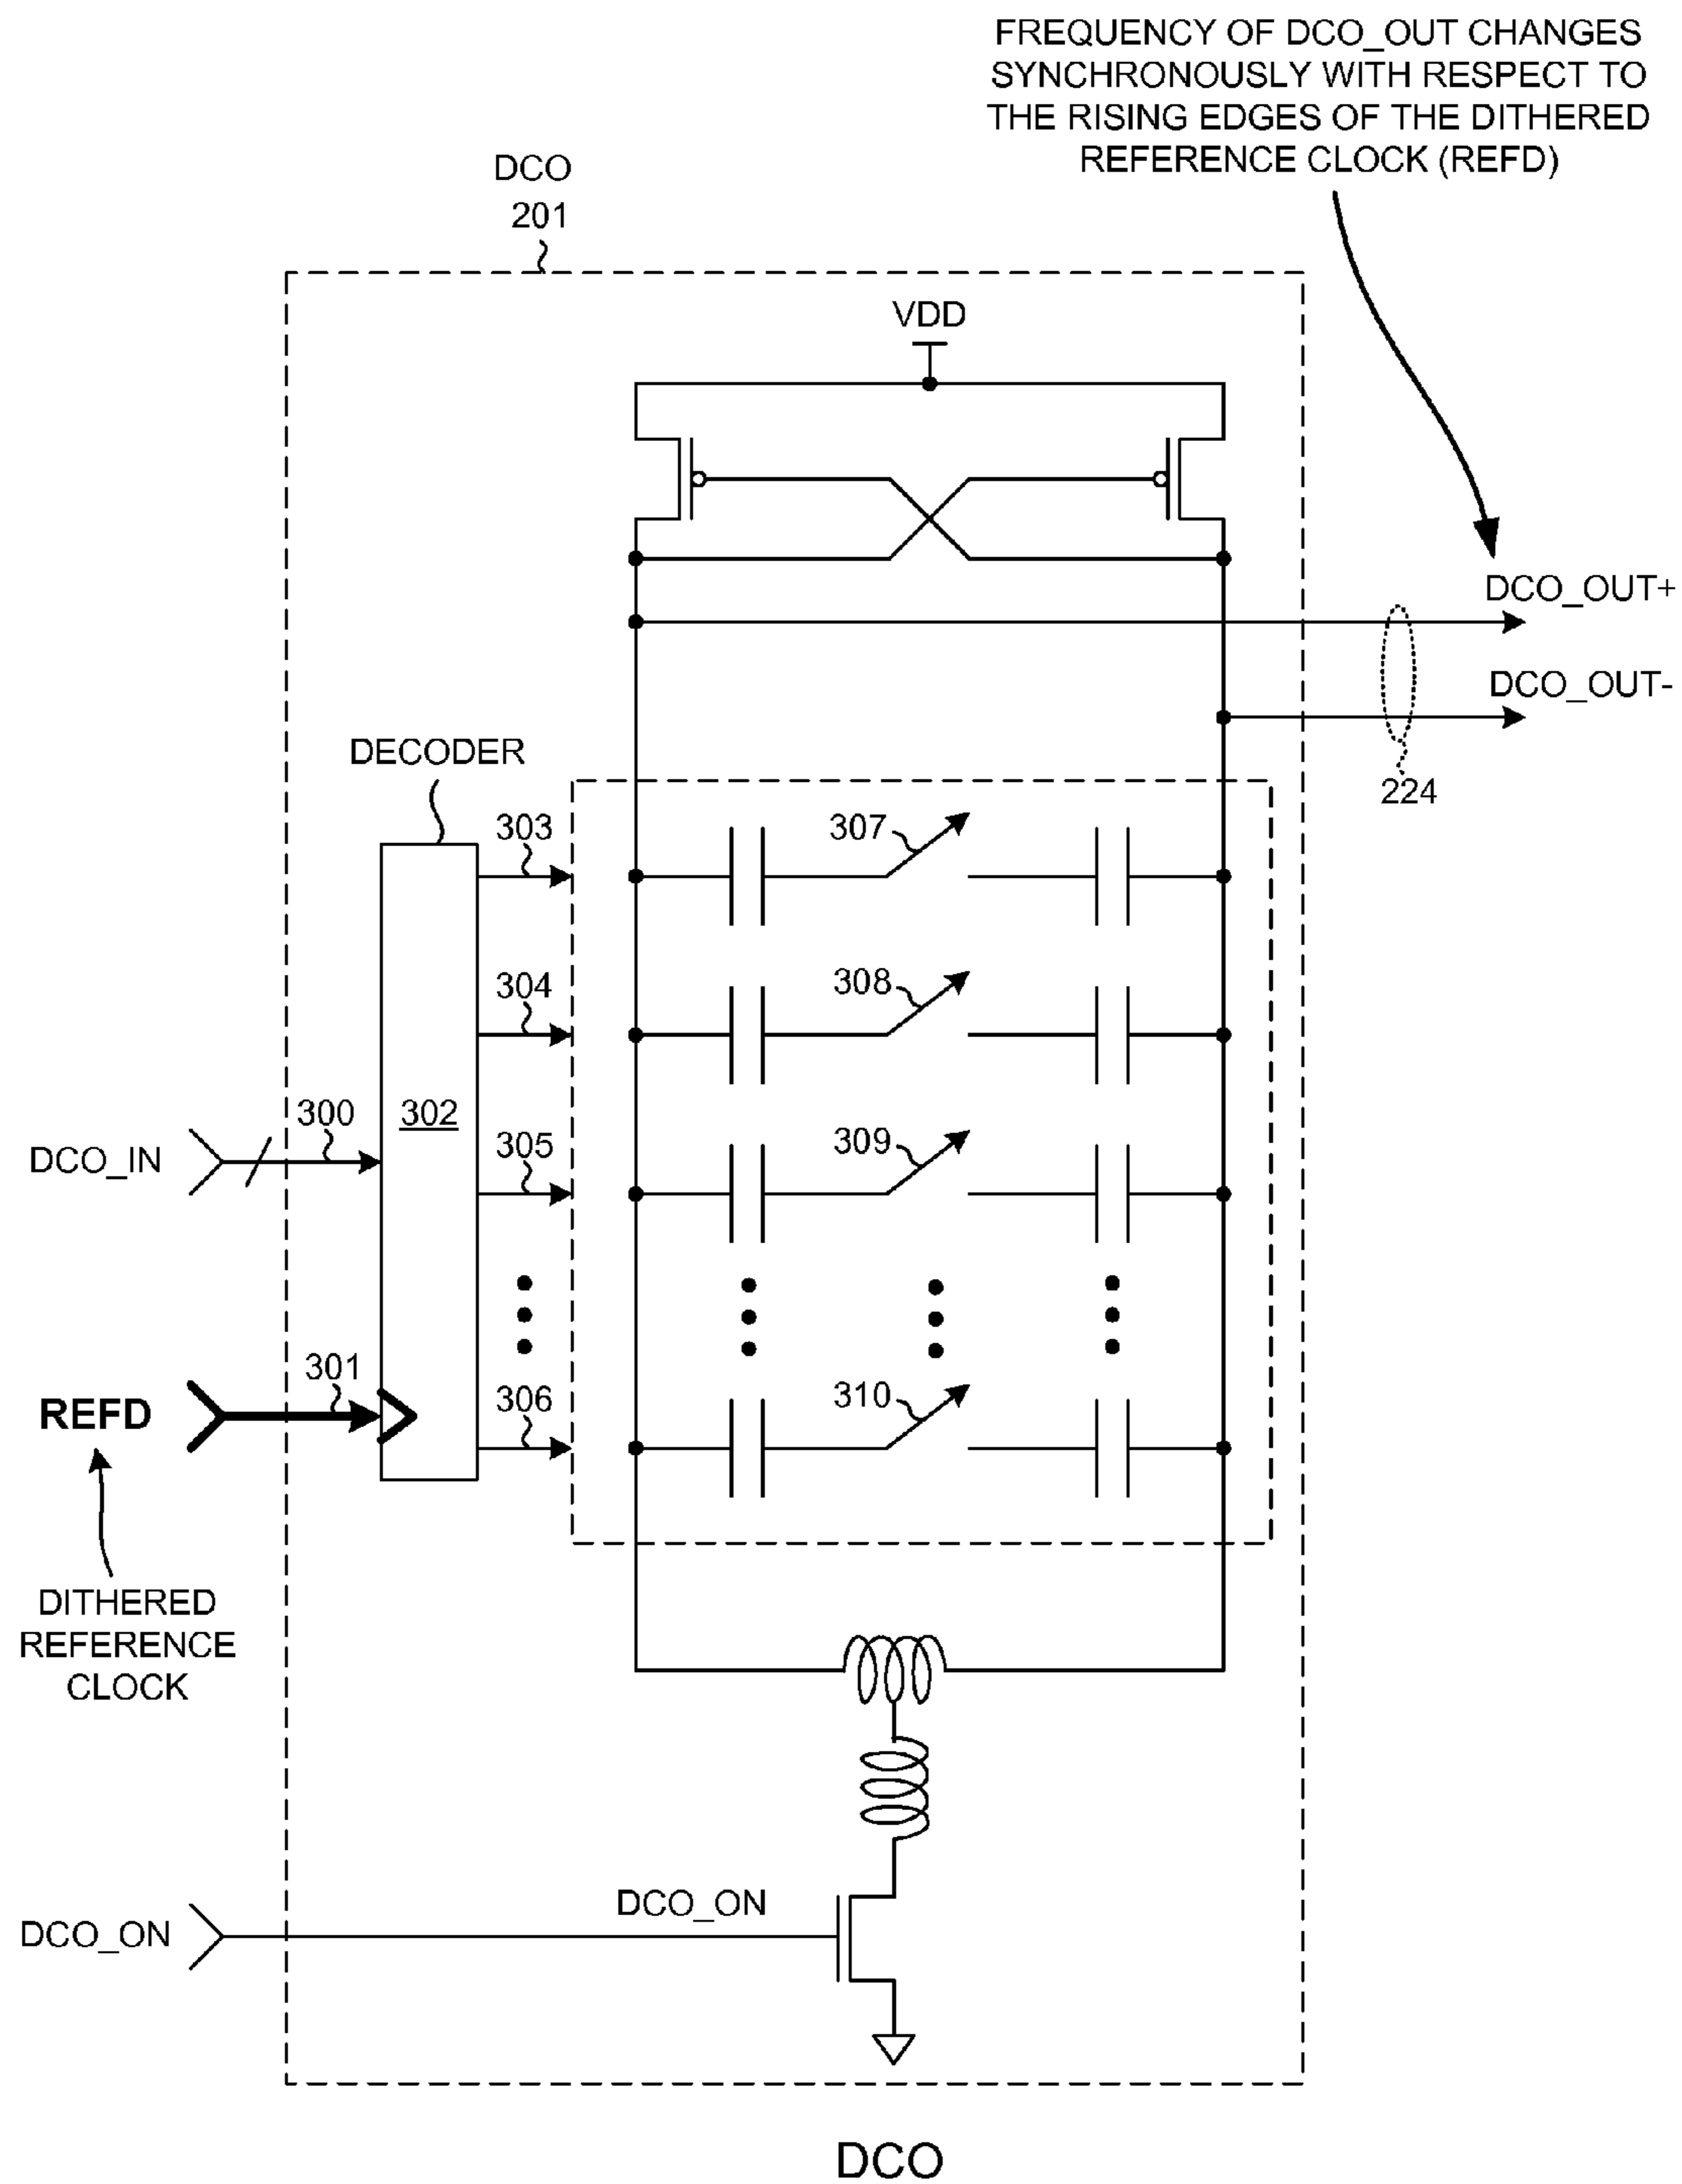 FREQUENCY OF DCO_OUT CHANGES
SYNCHRONOUSLY WITH RESPECT TO
THE RISING EDGES OF THE DITHERED
REFERENCE CLOCK (REFD)
DCO
201
VDD
DCO_OUT+
DCO_OUT-
224
DECODER
303
307
304
308
300
302
305
309
DCO_IN
301
306
310
REFD
DITHERED
REFERENCE
CLOCK
DCO_ON
DCO_ON
DCO